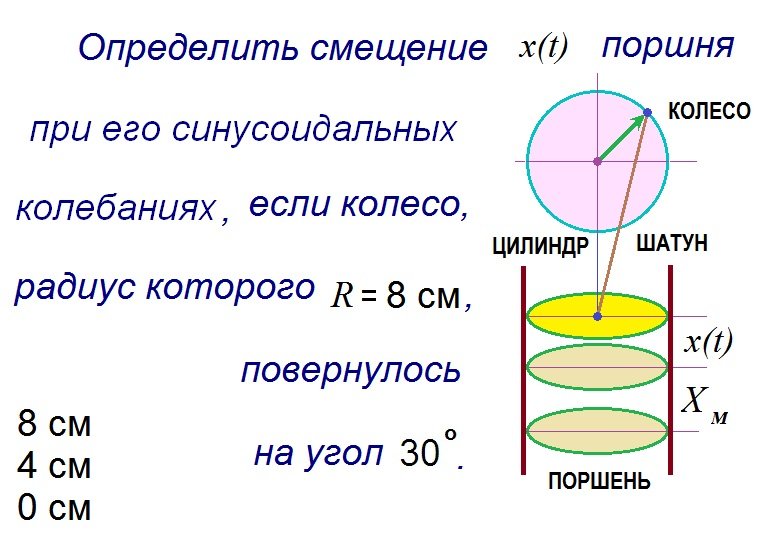 Определить смещение x(t) поршня
при его синусоидальных
колебаниях, если колесо,
радиус которого R = 8 см,
повернулось
на угол 30°.
8 см
4 см
0 см
КОЛЕСО
ЦИЛИНДР
ШАТУН
x(t)
X м
ПОРШЕНЬ